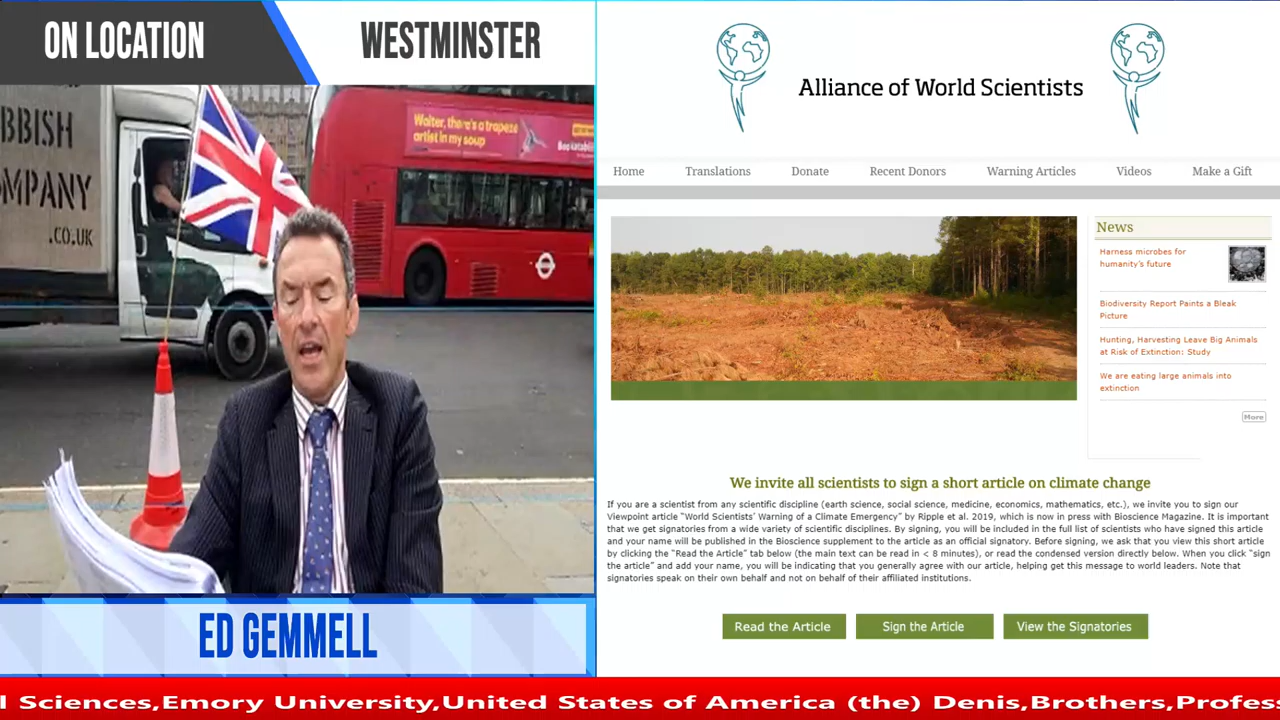 ON LOCATION
WESTMINSTER
BBISH
OMPANY
.CO.UK
Waiter, there's a trapeze
artist in my soup
ED GEMMELL
Alliance of World Scientists
Home Translations Donate Recent Donors Warning Articles Videos Make a Gift
News
Harness microbes for
humanity's future
Biodiversity Report Paints a Bleak
Picture
Hunting, Harvesting Leave Big Animals
at Risk of Extinction: Study
We are eating large animals into
extinction
More
We invite all scientists to sign a short article on climate change
If you are a scientist from any scientific discipline (earth science, social science, medicine, economics, mathematics, etc.), we invite you to sign our
Viewpoint article "World Scientists' Warning of a Climate Emergency" by Ripple et al. 2019, which is now in press with Bioscience Magazine. It is important
that we get signatories from a wide variety of scientific disciplines. By signing, you will be included in the full list of scientists who have signed this article
and your name will be published in the Bioscience supplement to the article as an official signatory. Before signing, we ask that you view this short article
by clicking the "Read the Article" tab below (the main text can be read in < 8 minutes), or read the condensed version directly below. When you click "sign
the article" and add your name, you will be indicating that you generally agree with our article, helping get this message to world leaders. Note that
signatories speak on their own behalf and not on behalf of their affiliated institutions.
Read the Article Sign the Article View the Signatories
l Sciences,Emory University,United States of America (the) Denis,Brothers,Profes